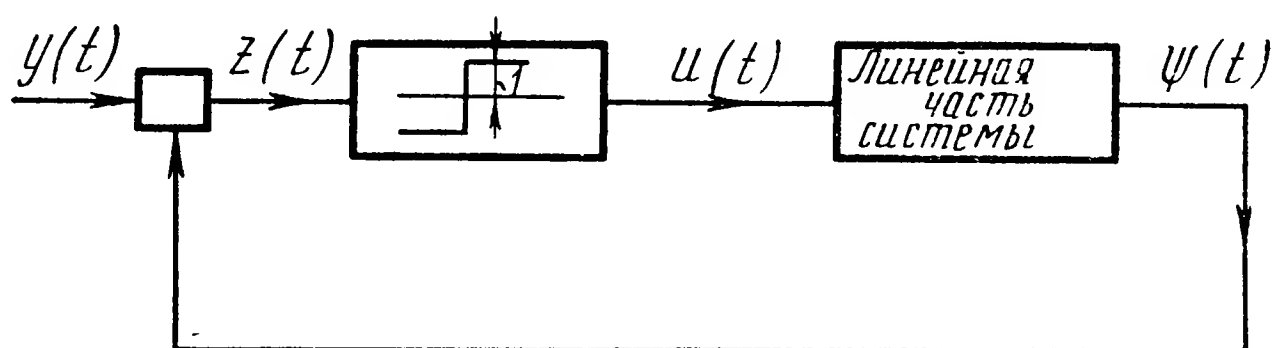 y(t)
z(t)
1
u(t)
Линейная
часть
системы
ψ(t)